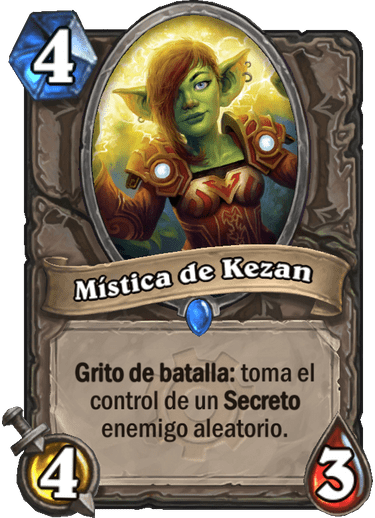 4
Mística de Kezan
Grito de batalla: toma el
control de un Secreto
enemigo aleatorio.
4
3